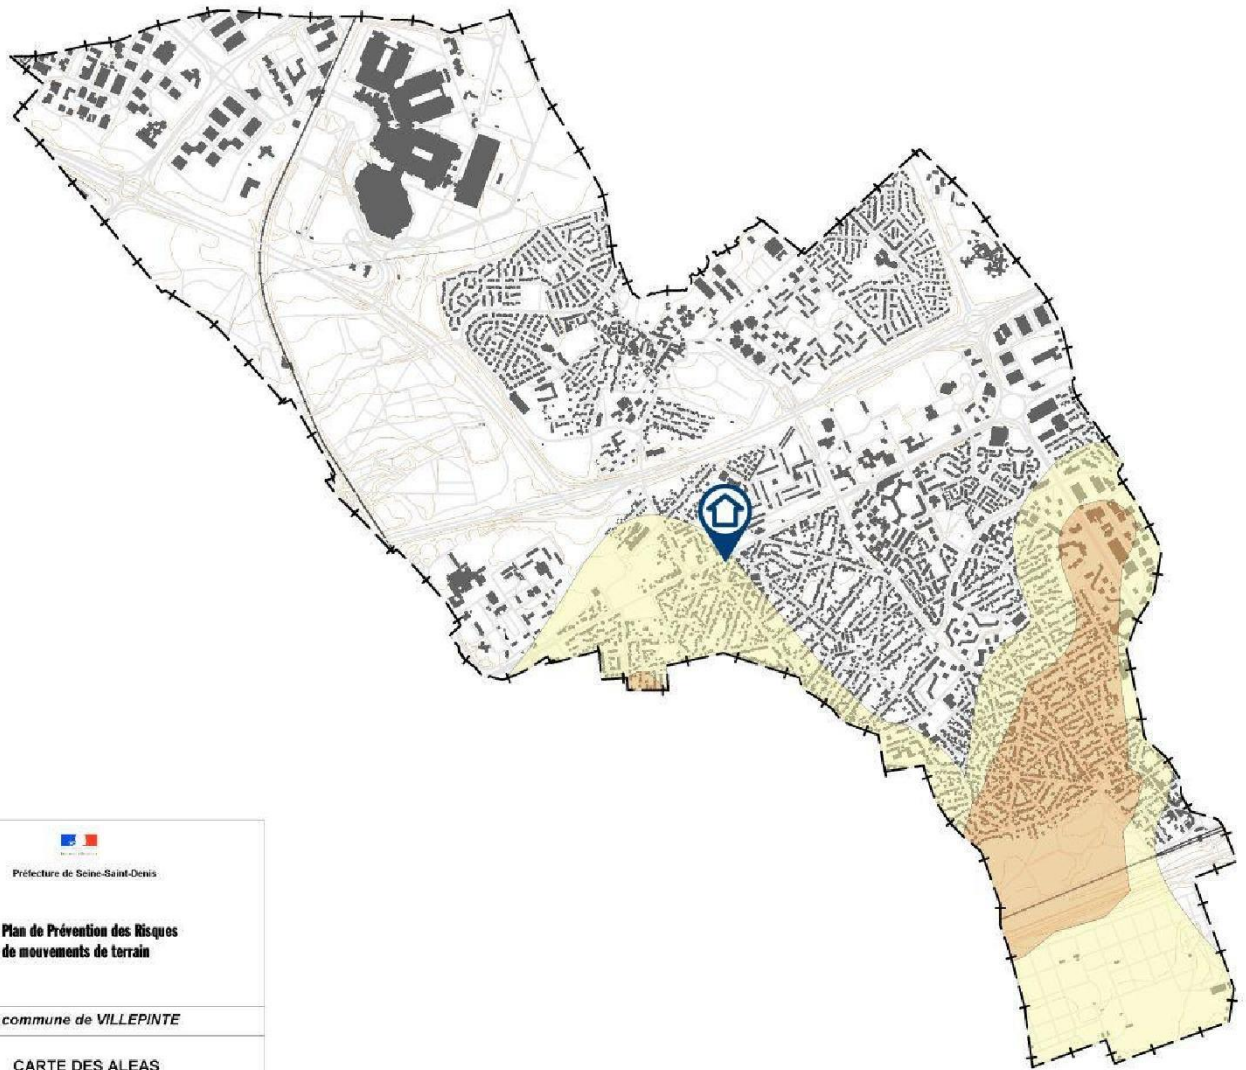 Préfecture de Seine-Saint-Denis
Plan de Prévention des Risques
de mouvements de terrain
commune de VILLEPINTE
CARTE DES ALEAS